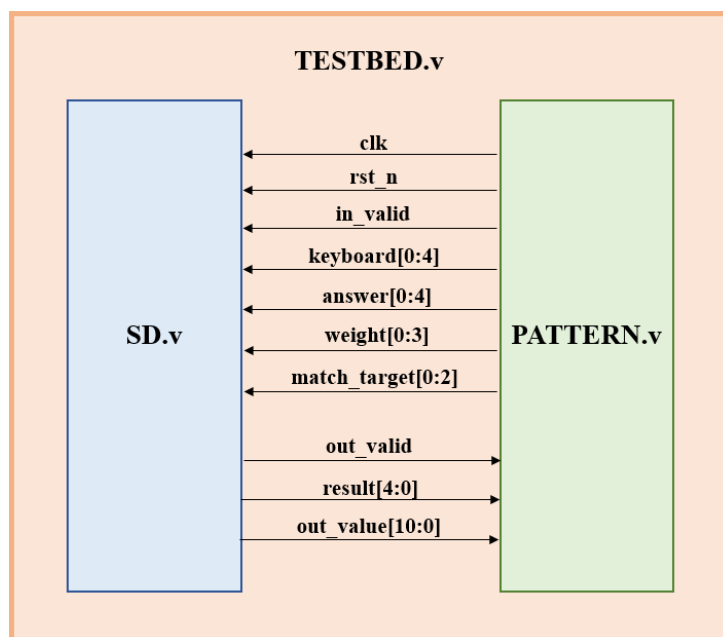 TESTBED.v
clk
rst_n
in_valid
keyboard[0:4]
answer[0:4]
SD.v
weight[0:3]
PATTERN.v
match_target[0:2]
out_valid
result[4:0]
out_value[10:0]